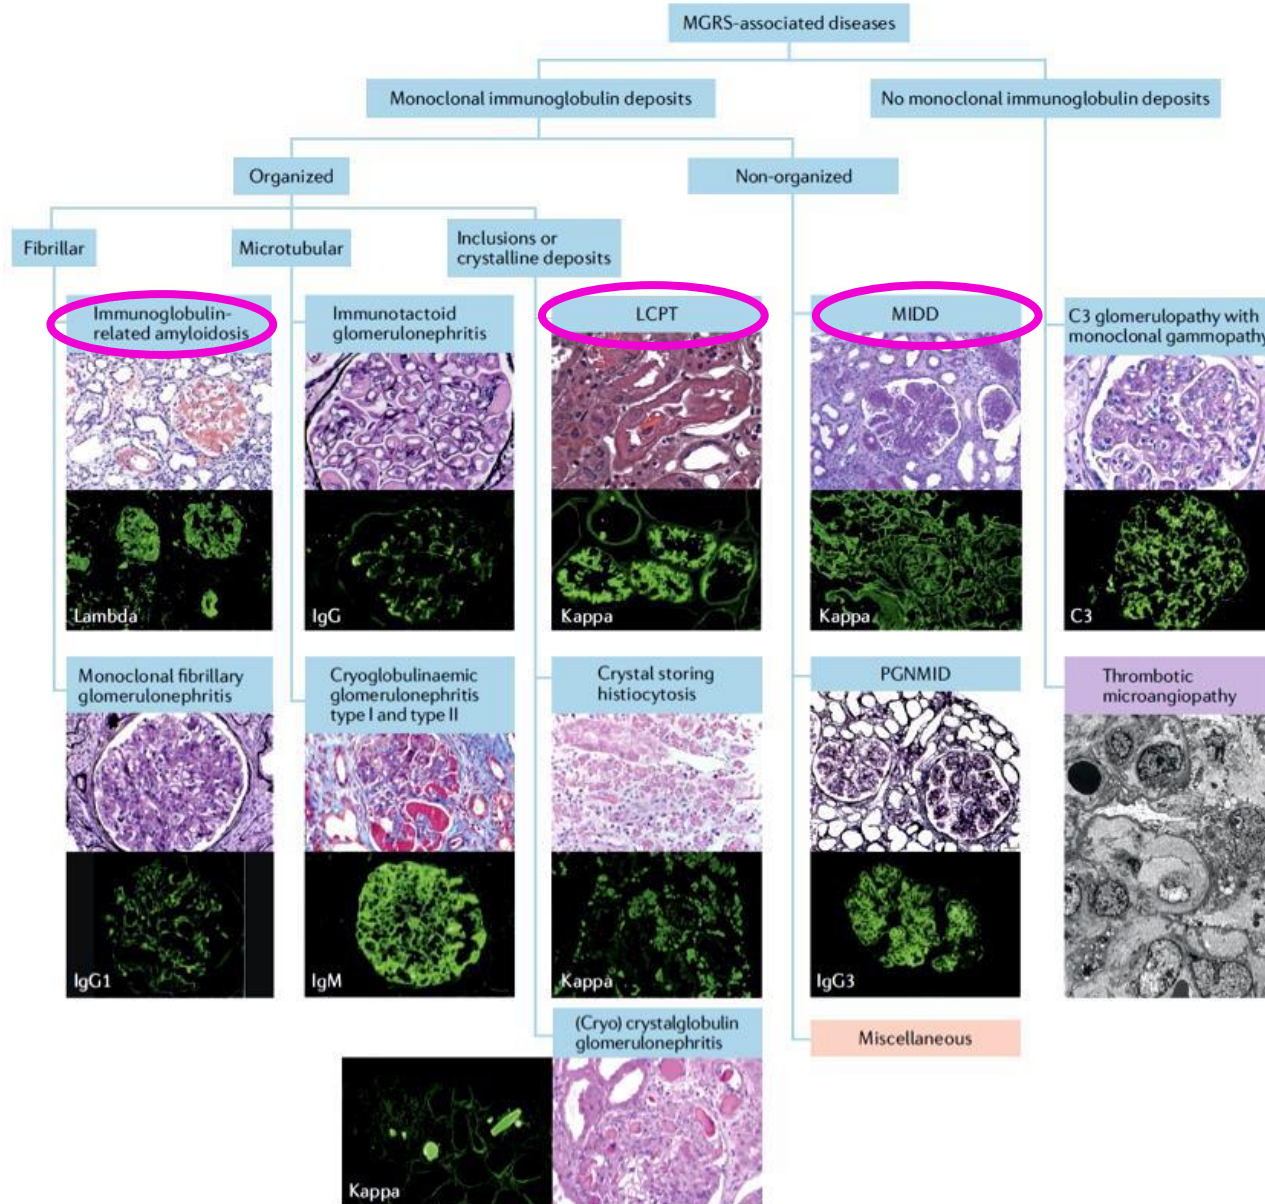 MGRS-associated diseases
Monoclonal immunoglobulin deposits
No monoclonal immunoglobulin deposits
Organized
Non-organized
Fibrillar
Microtubular
Inclusions or
crystalline deposits
Immunoglobulin-
related amyloidosis
Immunotactoid
glomerulonephritis
LCPT
MIDD
C3 glomerulopathy with
monoclonal gammopathy
Lambda
IgG
Kappa
Kappa
C3
Monoclonal fibrillary
glomerulonephritis
Cryoglobulinaemic
glomerulonephritis
type I and type II
Crystal storing
histiocytosis
PGNMID
Thrombotic
microangiopathy
IgG1
IgM
Kappa
IgG3
(Cryo) crystalglobulin
glomerulonephritis
Miscellaneous
Kappa